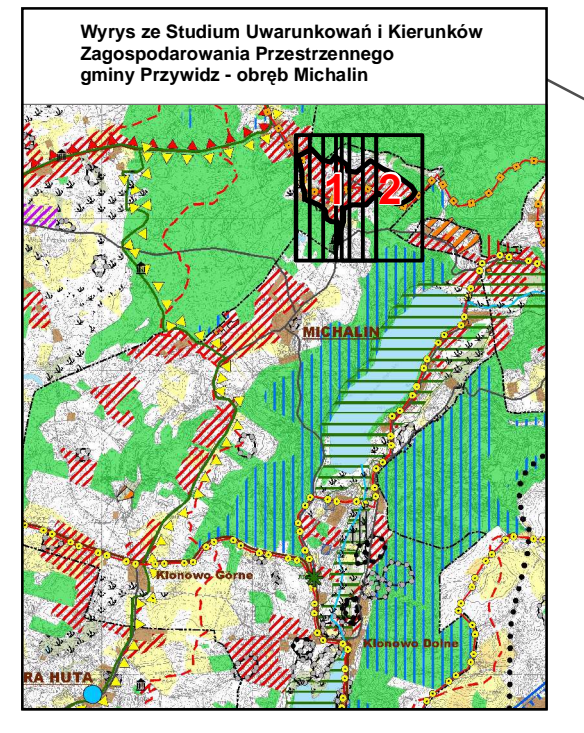 Wyrys ze Studium Uwarunkowań i Kierunków
Zagospodarowania Przestrzennego
gminy Przywidz - obręb Michalin
1 2
MICHALIN
Klonowo Górne
Klonowo Dolne
RA HUTA